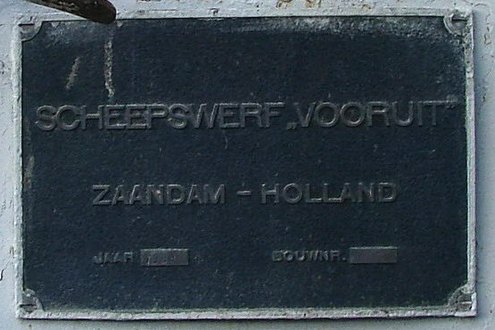 SCHEEPSWERF „VOORUIT”
ZAANDAM – HOLLAND
JAAR BOUWNR.